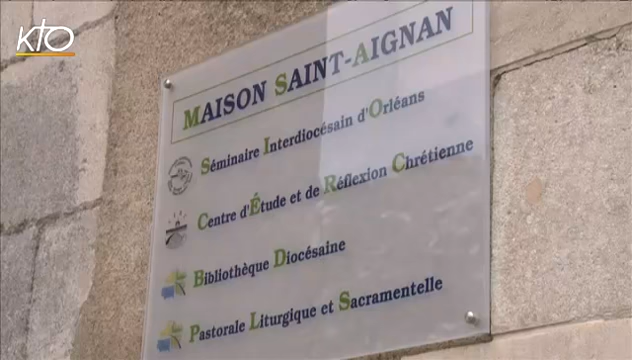 kto
MAISON SAINT-AIGNAN
Séminaire Interdiocésain d'Orléans
Centre d'Étude et de Réflexion Chrétienne
Bibliothèque Diocésaine
Pastorale Liturgique et Sacramentelle